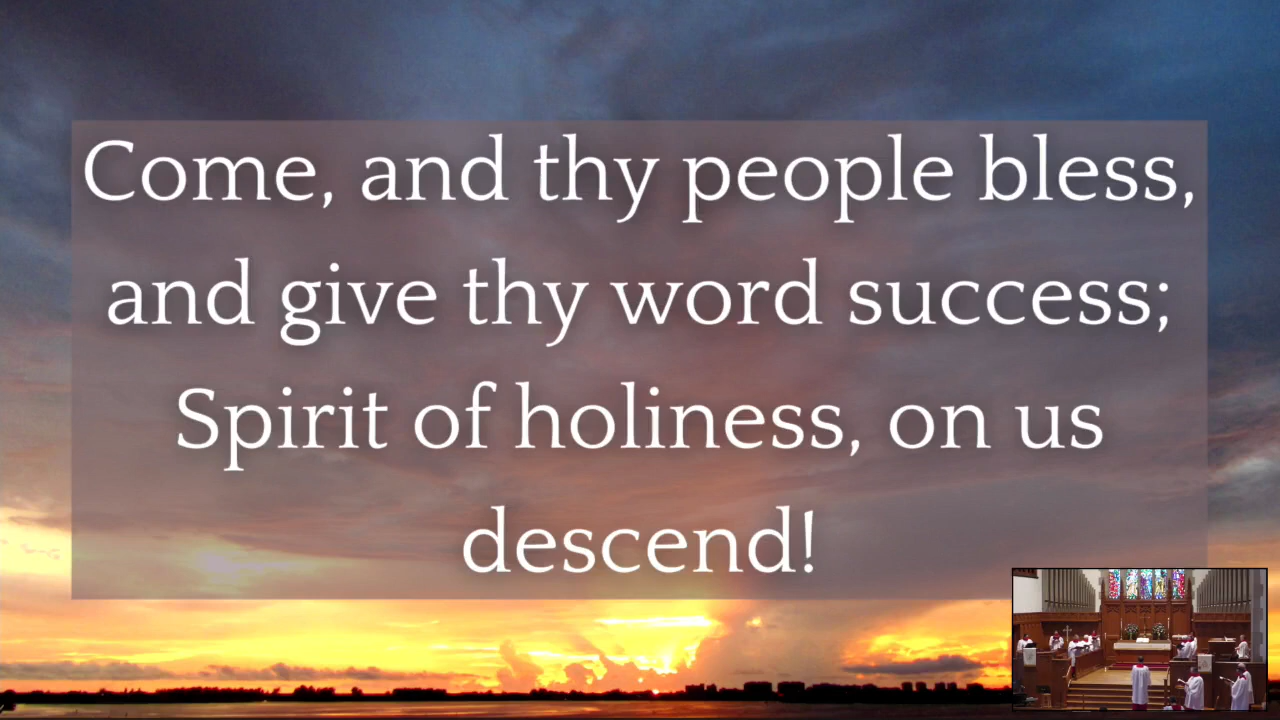 Come, and thy people bless,
and give thy word success;
Spirit of holiness, on us
descend!